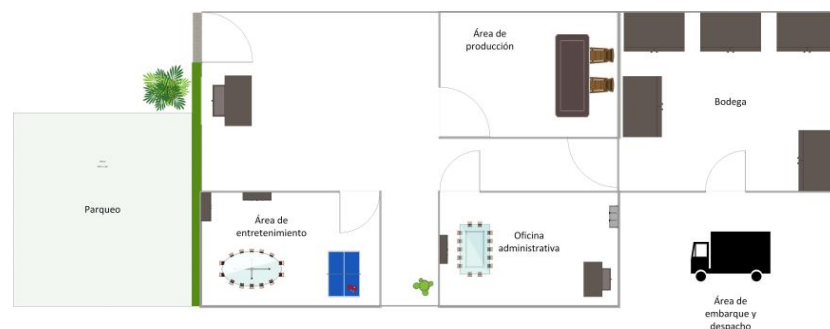 Área de
producción
Bodega
Parqueo
Área de
entretenimiento
Oficina
administrativa
Área de
embarque y
despacho